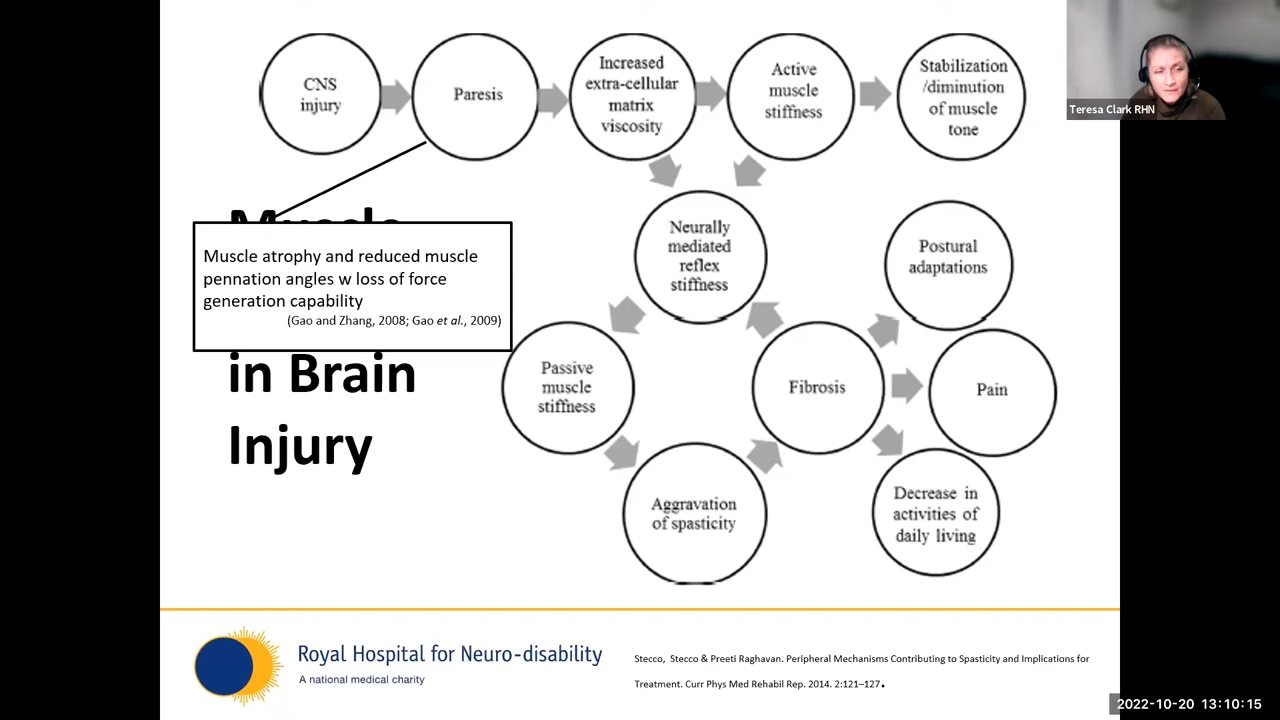 CNS
injury
Paresis
Increased
extra-cellular
matrix
viscosity
Active
muscle
stiffness
Stabilization
/diminution
of muscle
tone
Teresa Clark RHN
Muscle
Muscle atrophy and reduced muscle
pennation angles w loss of force
generation capability
(Gao and Zhang, 2008; Gao et al., 2009)
in Brain
Injury
Neurally
mediated
reflex
stiffness
Postural
adaptations
Passive
muscle
stiffness
Fibrosis
Pain
Aggravation
of spasticity
Decrease in
activities of
daily living
Royal Hospital for Neuro-disability
A national medical charity
Stecco, Stecco & Preeti Raghavan. Peripheral Mechanisms Contributing to Spasticity and Implications for
Treatment. Curr Phys Med Rehabil Rep. 2014. 2:121–127.
2022-10-20 13:10:15